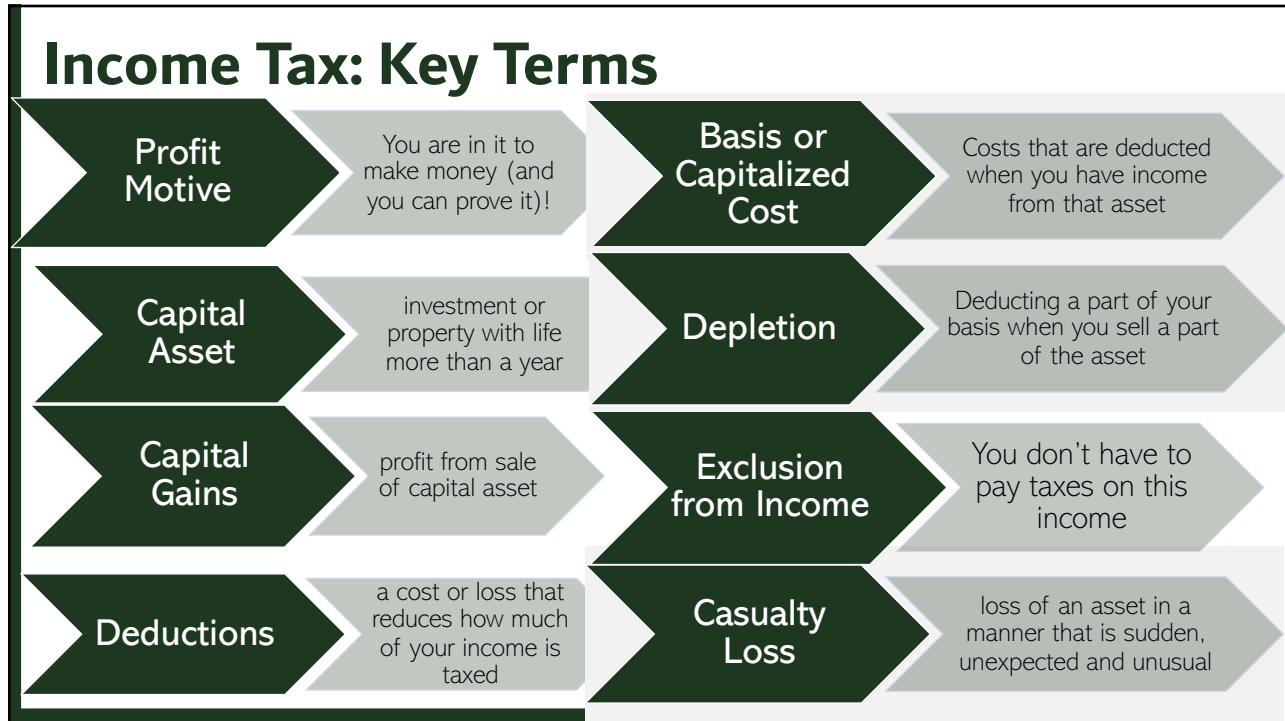 Income Tax: Key Terms
Profit
Motive
You are in it to
make money (and
you can prove it)!
Capital
Asset
investment or
property with life
more than a year
Capital
Gains
profit from sale
of capital asset
Deductions
a cost or loss that
reduces how much
of your income is
taxed
Basis or
Capitalized
Cost
Costs that are deducted
when you have income
from that asset
Depletion
Deducting a part of your
basis when you sell a part
of the asset
Exclusion
from Income
You don’t have to
pay taxes on this
income
Casualty
Loss
loss of an asset in a
manner that is sudden,
unexpected and unusual